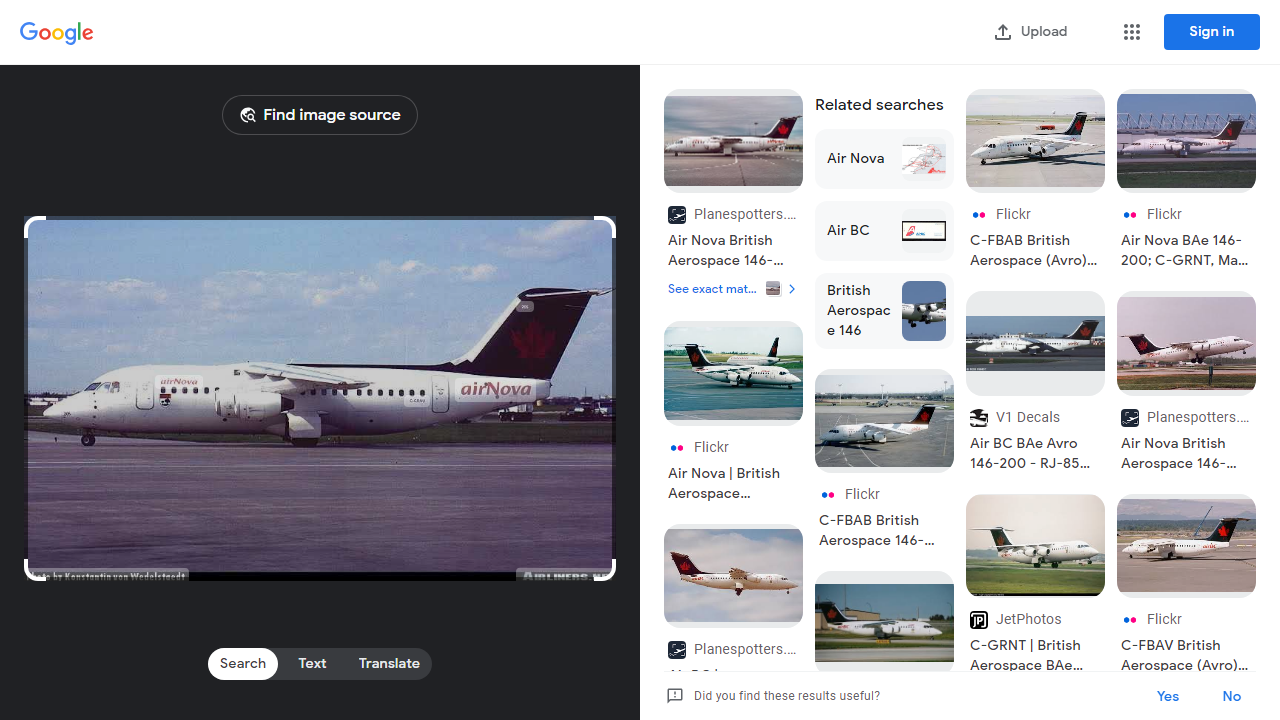 Google
Upload
Sign in
Find image source
airNova
airNova
Photo by Konstantin von Wedelstaedt
AIRLINERS.NET
Search
Text
Translate
Planespotters....
Air Nova British
Aerospace 146-...
See exact mat...
Flickr
Air Nova | British
Aerospace...
Planespotters....
Related searches
Air Nova
Air BC
British
Aerospac
e 146
Flickr
C-FBAB British
Aerospace 146-...
Flickr
C-FBAB British
Aerospace (Avro)...
V1 Decals
Air BC BAe Avro
146-200 - RJ-85...
JetPhotos
C-GRNT | British
Aerospace BAe...
Flickr
Air Nova BAe 146-
200; C-GRNT, Ma...
Planespotters....
Air Nova British
Aerospace 146-...
Flickr
C-FBAV British
Aerospace (Avro)...
Did you find these results useful?
Yes
No